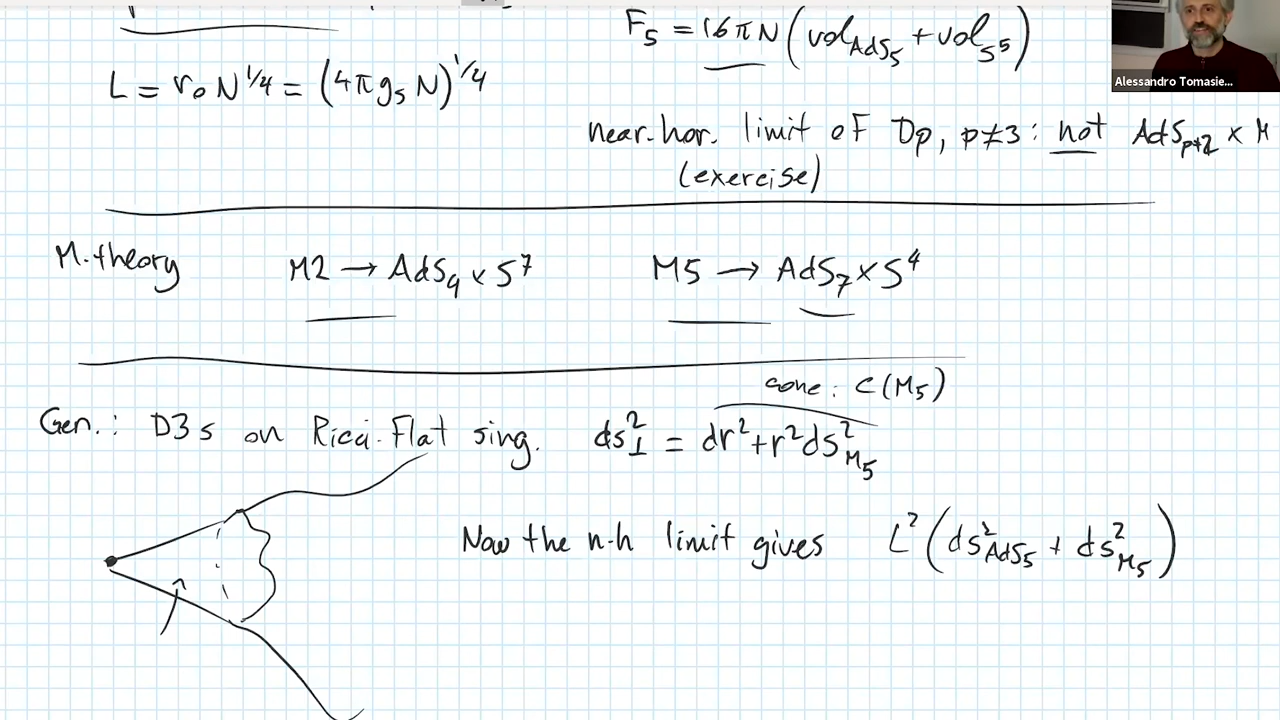 F₅ = 16πN (vol_{AdS₅} + vol_{S⁵})
L = r₀ N^{1/4} = (4π g_s N)^{1/4}
Alessandro Tomasie...
near.hor. limit of Dp, p≠3 : not AdS_{p+2} × M
(exercise)
M.theory M2 → AdS₄ × S⁷ M5 → AdS₇ × S⁴
cone : C(M₅)
Gen.: D3s on Ricci-Flat sing. ds²_⊥ = dr² + r² ds²_{M₅}
Now the n-h limit gives L² (ds²_{AdS₅} + ds²_{M₅})